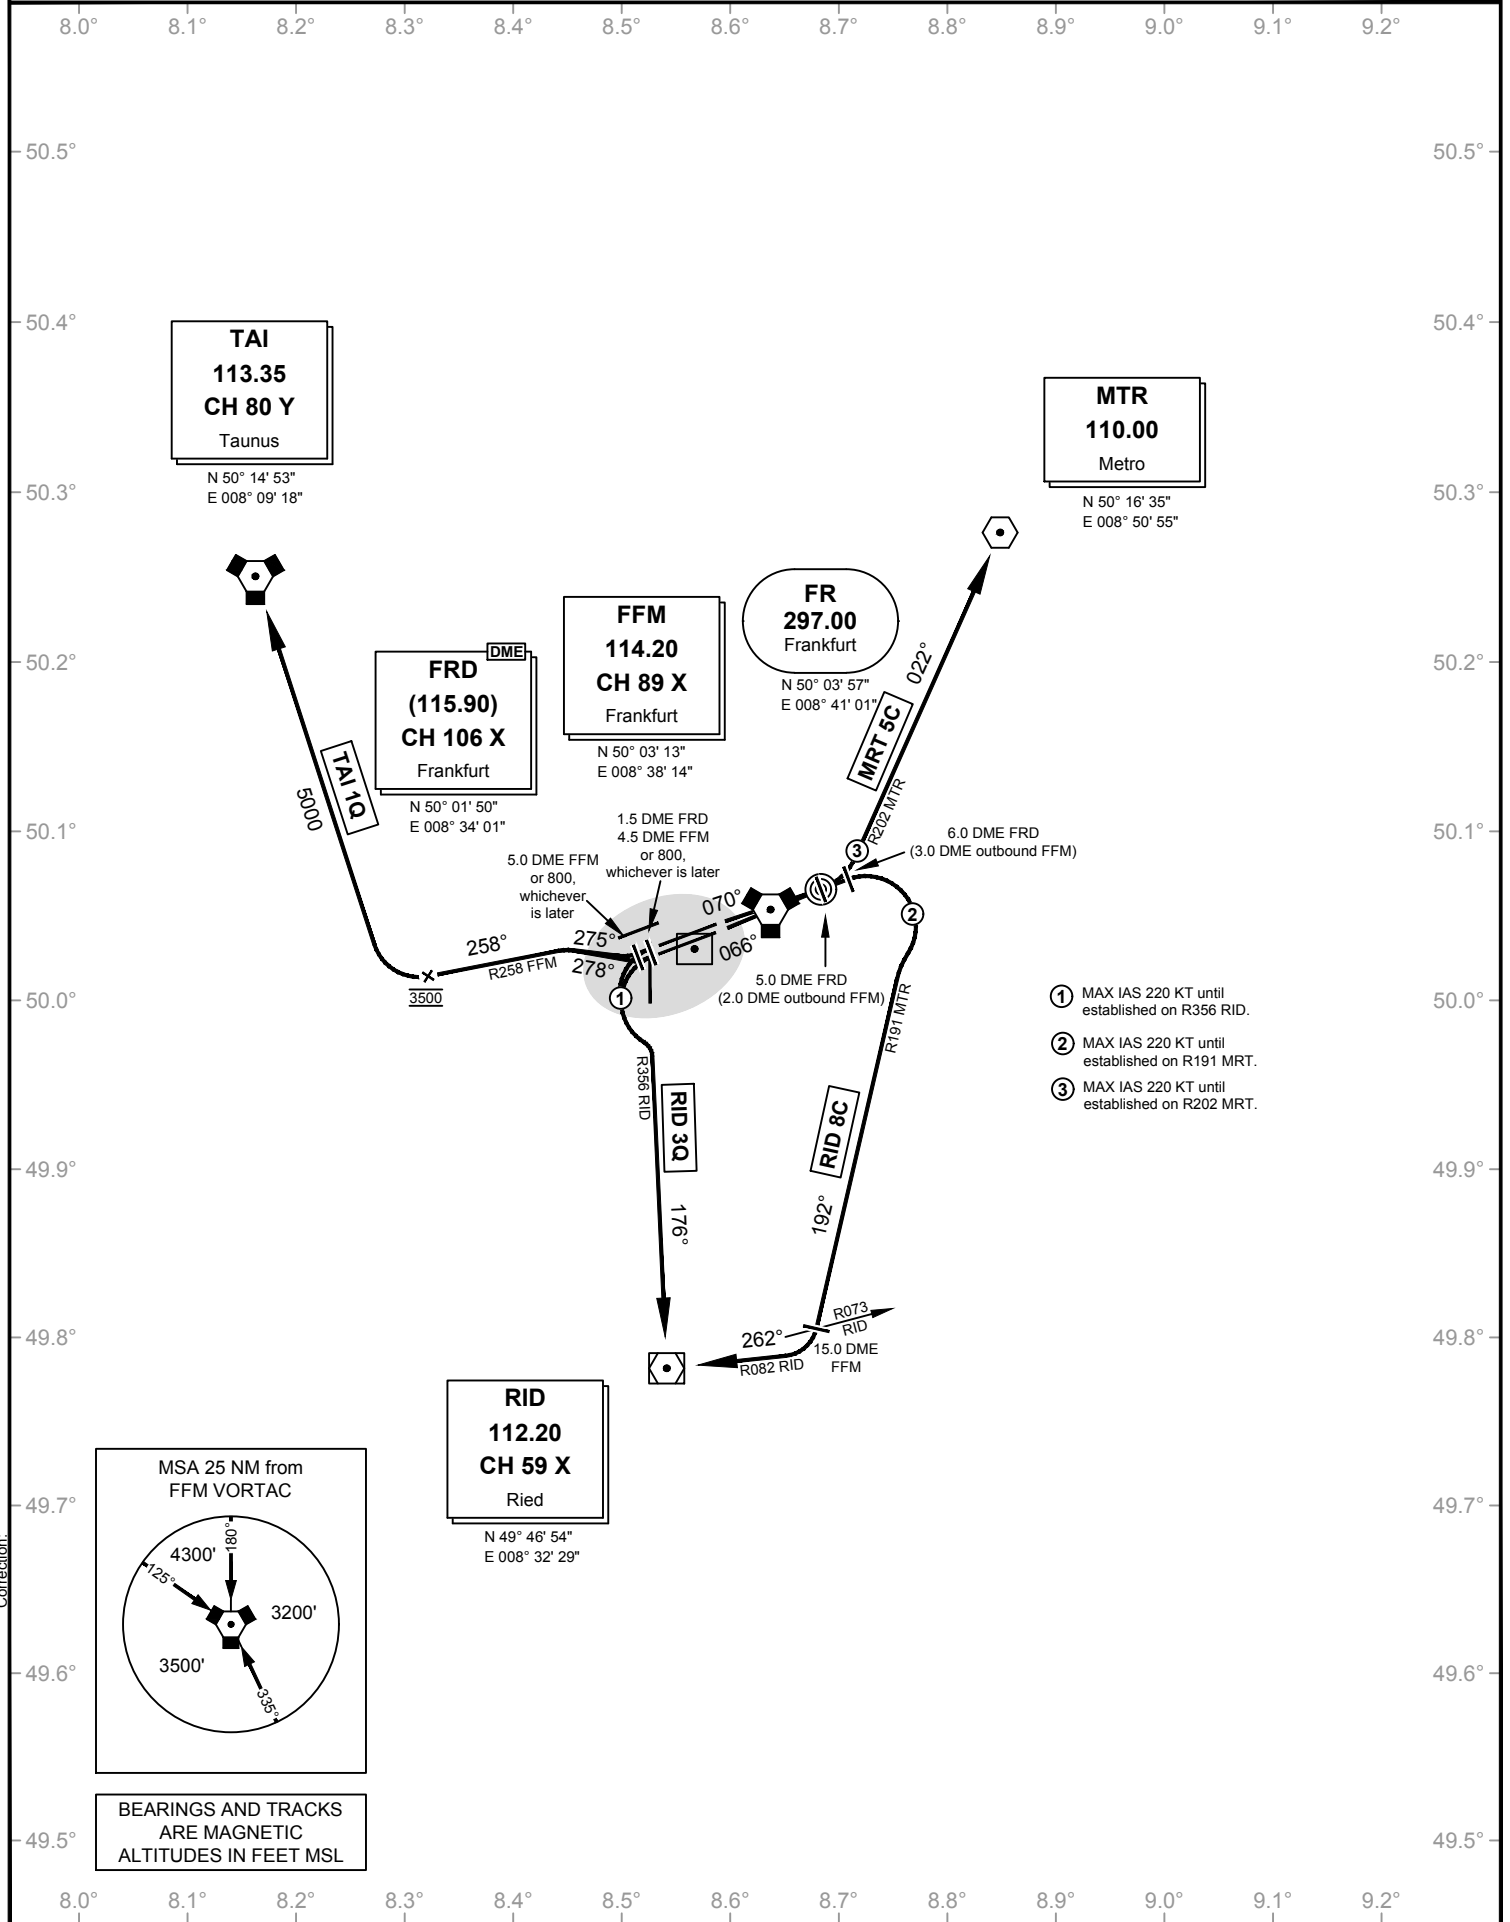 8.0°
8.1°
8.2°
8.3°
8.4°
8.5°
8.6°
8.7°
8.8°
8.9°
9.0°
9.1°
9.2°
50.5°
50.5°
50.4°
50.4°
TAI
113.35
CH 80 Y
Taunus
N 50° 14' 53"
E 008° 09' 18"
MTR
110.00
Metro
N 50° 16' 35"
E 008° 50' 55"
50.3°
50.3°
FR
297.00
Frankfurt
N 50° 03' 57"
E 008° 41' 01"
FFM
114.20
CH 89 X
Frankfurt
N 50° 03' 13"
E 008° 38' 14"
DME
FRD
(115.90)
CH 106 X
Frankfurt
N 50° 01' 50"
E 008° 34' 01"
50.2°
50.2°
022°
MRT 5C
R202 MTR
TAI 1Q
5000
50.1°
50.1°
1.5 DME FRD
4.5 DME FFM
or 800,
whichever is later
5.0 DME FFM
or 800,
whichever
is later
6.0 DME FRD
(3.0 DME outbound FFM)
3
2
070°
066°
275°
278°
258°
R258 FFM
3500
1
5.0 DME FRD
(2.0 DME outbound FFM)
R191 MTR
50.0°
50.0°
1 MAX IAS 220 KT until
established on R356 RID.
2 MAX IAS 220 KT until
established on R191 MRT.
3 MAX IAS 220 KT until
established on R202 MRT.
R356 RID
RID 3Q
176°
RID 8C
192°
49.9°
49.9°
49.8°
49.8°
R073
RID
262°
R082 RID
15.0 DME
FFM
RID
112.20
CH 59 X
Ried
N 49° 46' 54"
E 008° 32' 29"
MSA 25 NM from
FFM VORTAC
180°
4300'
125°
3200'
3500'
335°
49.7°
49.7°
Correction:
49.6°
49.6°
BEARINGS AND TRACKS
ARE MAGNETIC
ALTITUDES IN FEET MSL
49.5°
49.5°
8.0°
8.1°
8.2°
8.3°
8.4°
8.5°
8.6°
8.7°
8.8°
8.9°
9.0°
9.1°
9.2°